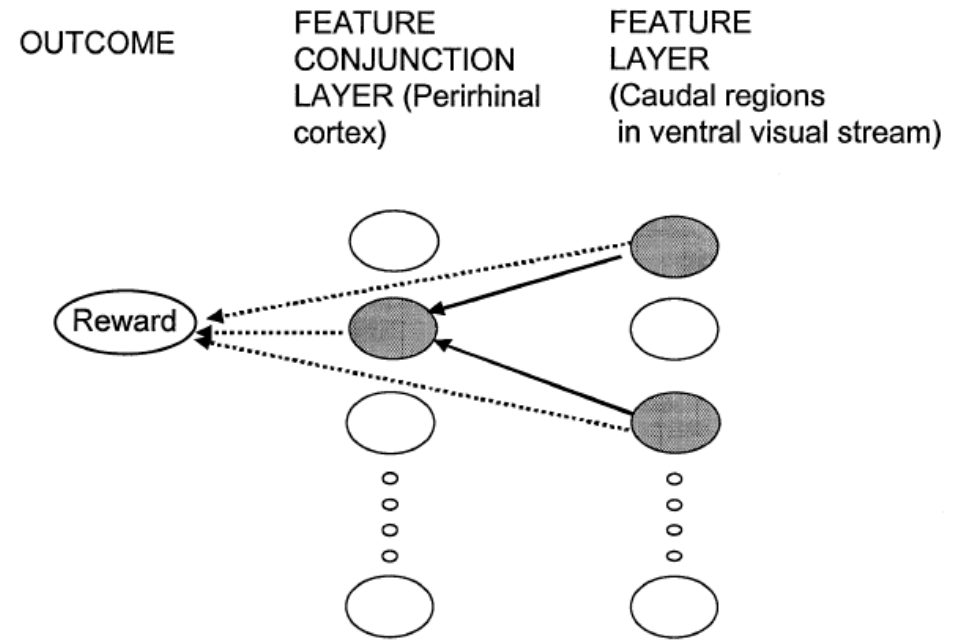 OUTCOME
FEATURE
CONJUNCTION
LAYER (Perirhinal
cortex)
FEATURE
LAYER
(Caudal regions
in ventral visual stream)
Reward